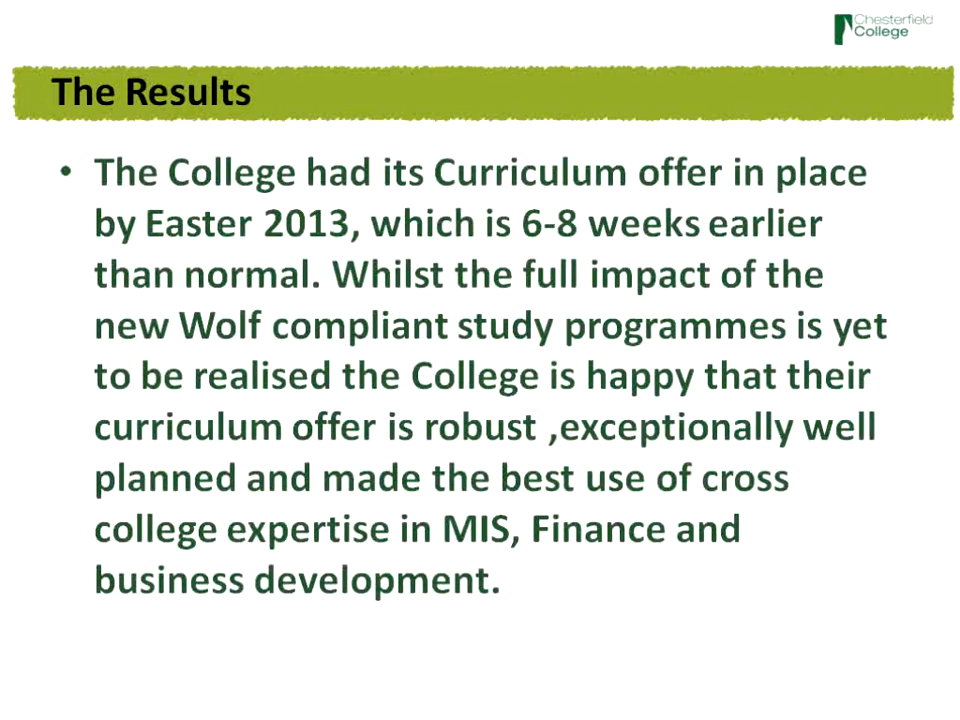 Chesterfield
College
The Results
• The College had its Curriculum offer in place
by Easter 2013, which is 6-8 weeks earlier
than normal. Whilst the full impact of the
new Wolf compliant study programmes is yet
to be realised the College is happy that their
curriculum offer is robust ,exceptionally well
planned and made the best use of cross
college expertise in MIS, Finance and
business development.